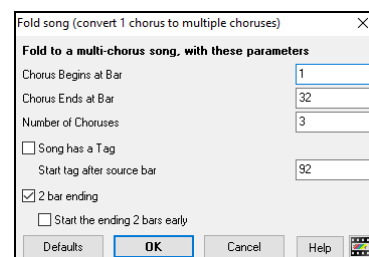 Fold song (convert 1 chorus to multiple choruses)
Fold to a multi-chorus song, with these parameters
Chorus Begins at Bar 1
Chorus Ends at Bar 32
Number of Choruses 3
Song has a Tag
Start tag after source bar 92
2 bar ending
Start the ending 2 bars early
Defaults OK Cancel Help